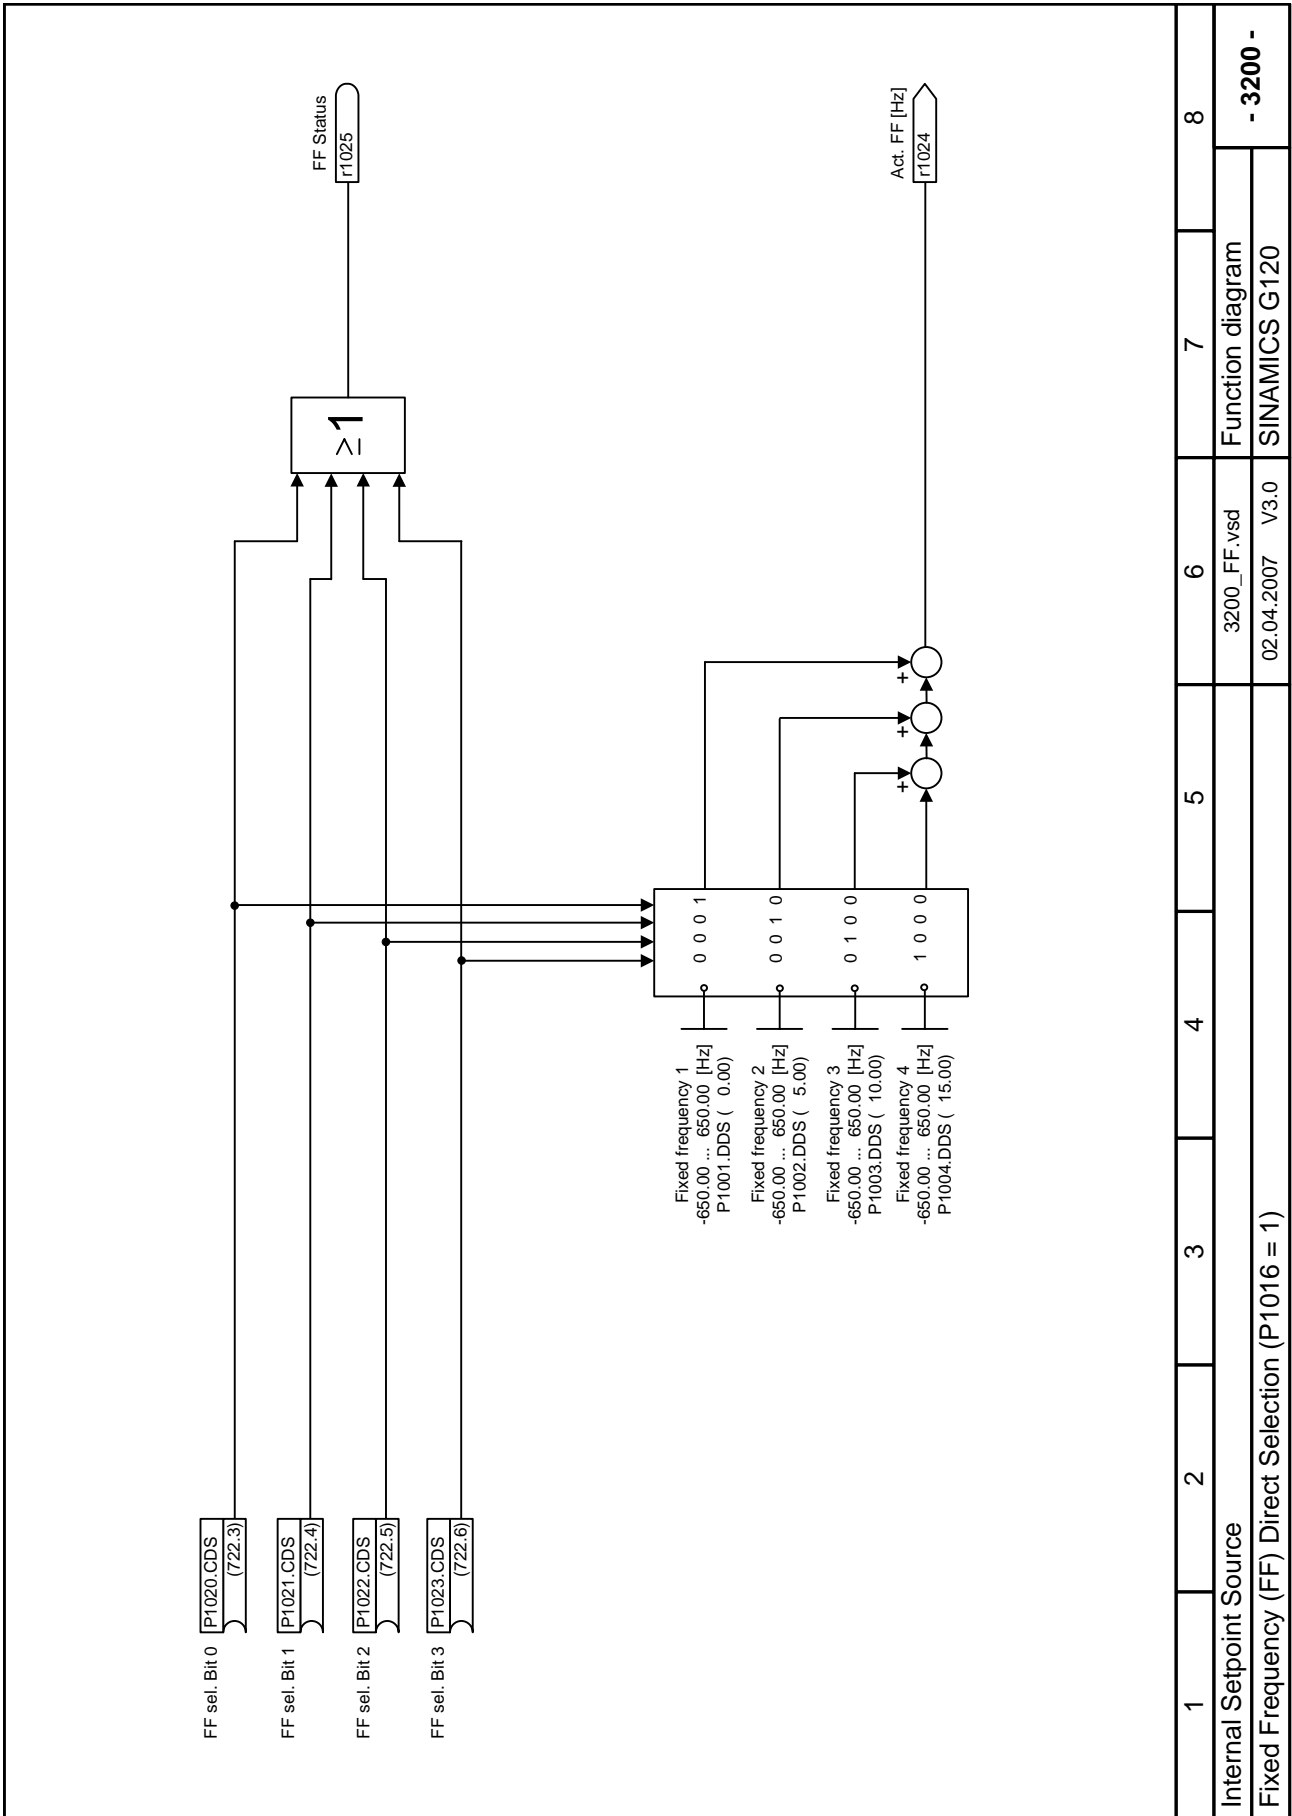 FF sel. Bit 0
P1020.CDS
(722.3)
FF sel. Bit 1
P1021.CDS
(722.4)
FF sel. Bit 2
P1022.CDS
(722.5)
FF sel. Bit 3
P1023.CDS
(722.6)
≥1
FF Status
r1025
Fixed frequency 1
-650.00 ... 650.00 [Hz]
P1001.DDS ( 0.00)
0 0 0 1
Fixed frequency 2
-650.00 ... 650.00 [Hz]
P1002.DDS ( 5.00)
0 0 1 0
Fixed frequency 3
-650.00 ... 650.00 [Hz]
P1003.DDS ( 10.00)
0 1 0 0
Fixed frequency 4
-650.00 ... 650.00 [Hz]
P1004.DDS ( 15.00)
1 0 0 0
+
+
+
Act. FF [Hz]
r1024
1 2 3 4 5 6 7 8
Internal Setpoint Source
3200_FF.vsd
Function diagram
- 3200 -
Fixed Frequency (FF) Direct Selection (P1016 = 1)
02.04.2007 V3.0
SINAMICS G120